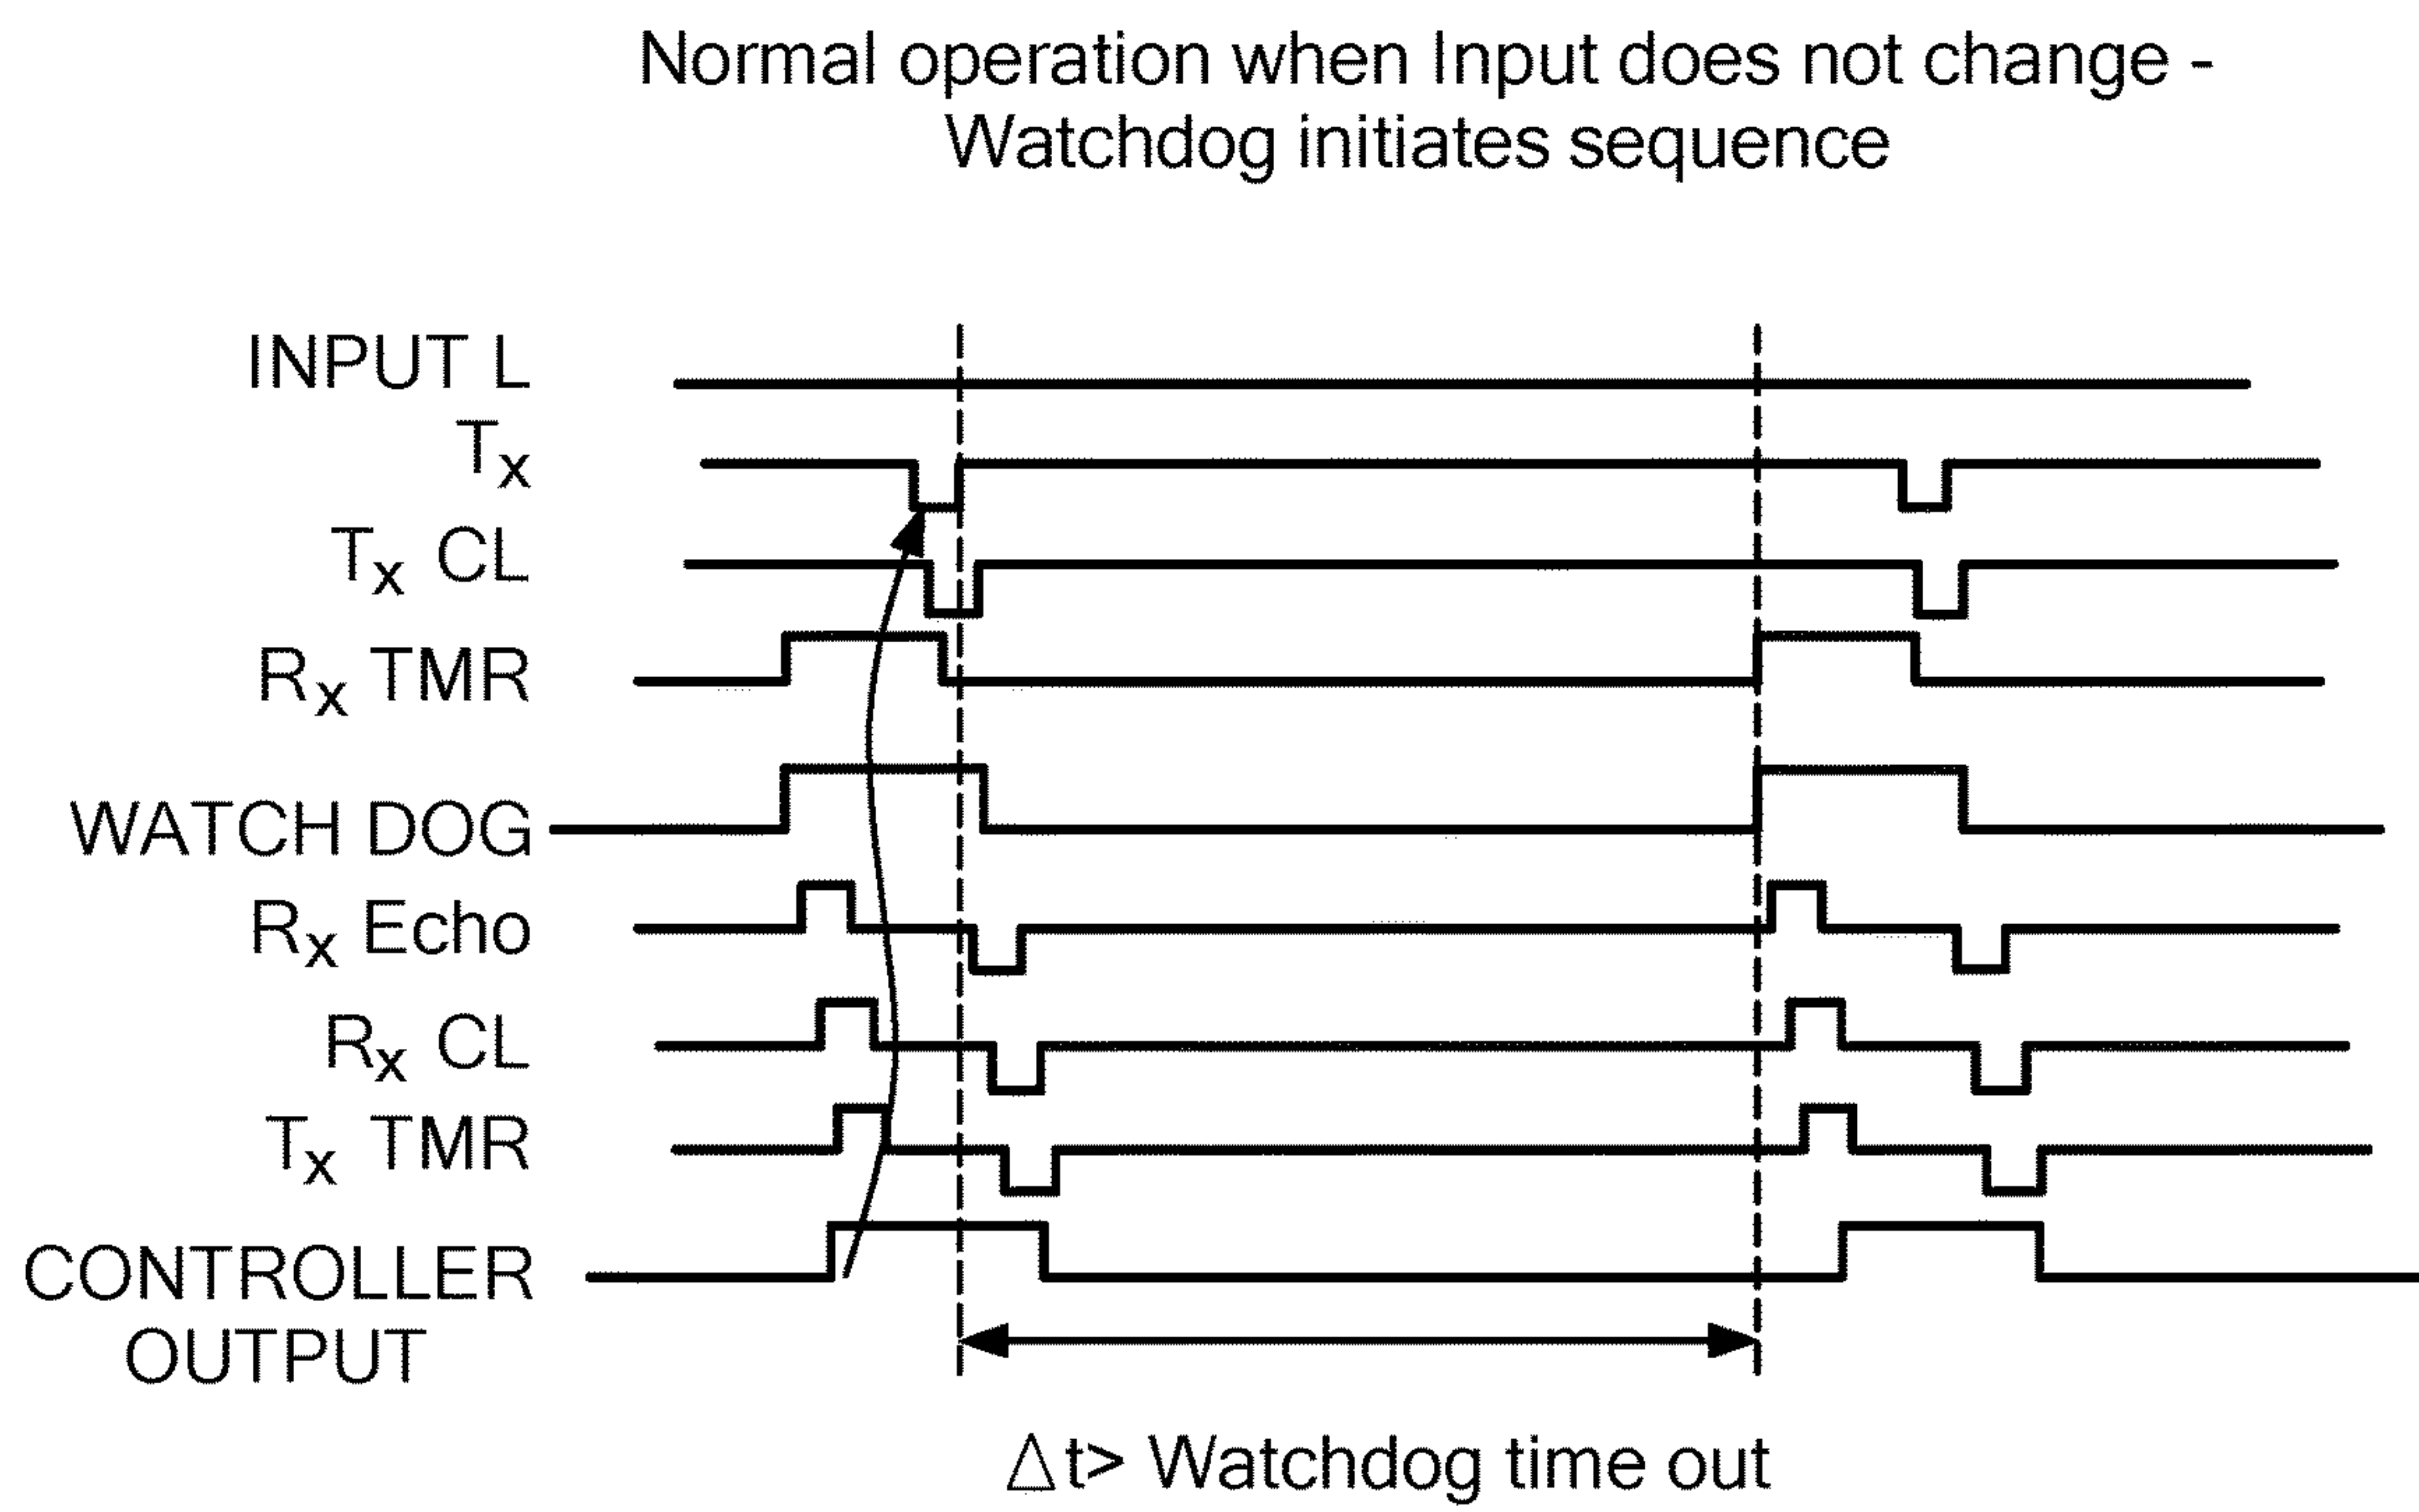 Normal operation when Input does not change -
Watchdog initiates sequence
INPUT L
Tx
Tx CL
Rx TMR
WATCH DOG
Rx Echo
Rx CL
Tx TMR
CONTROLLER
OUTPUT
Δt> Watchdog time out